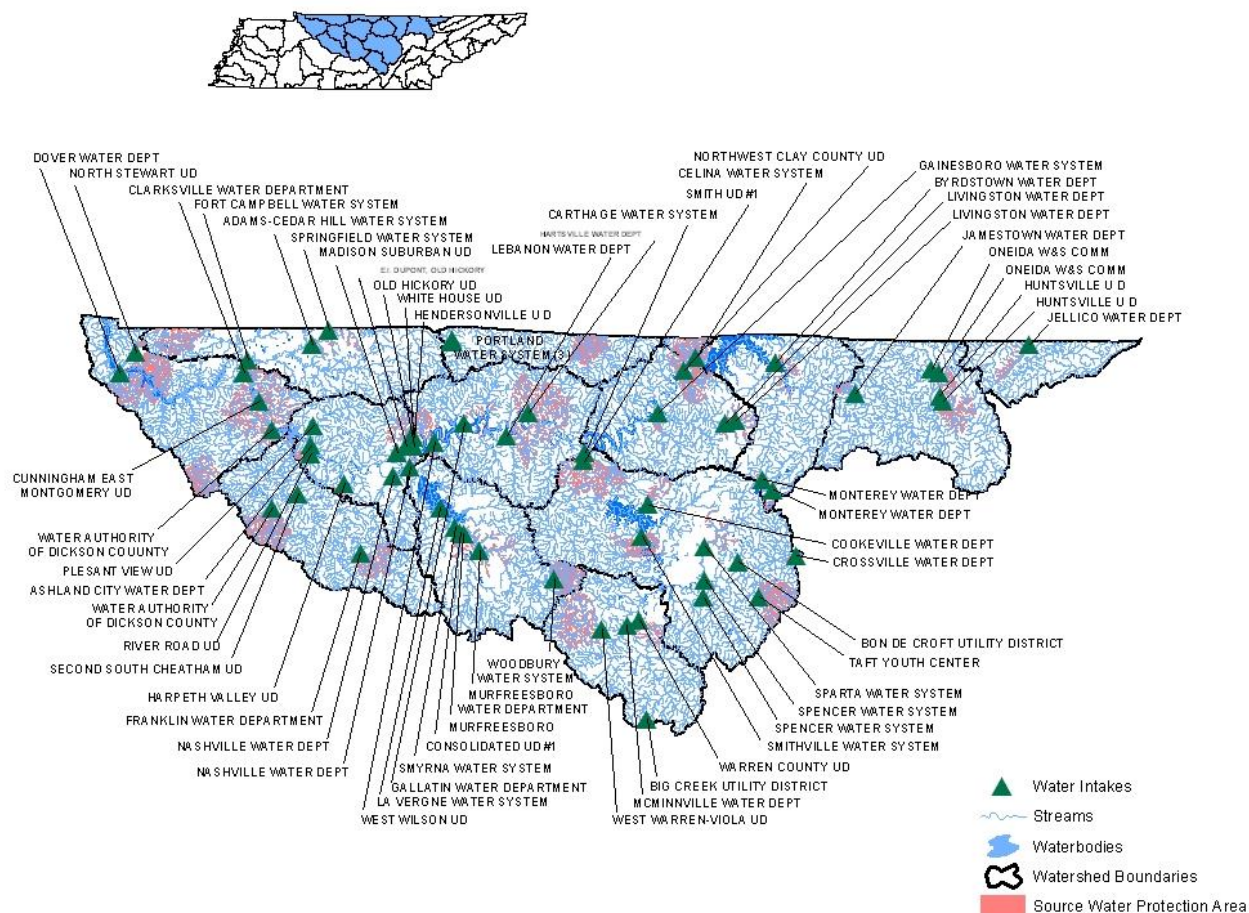 DOVER WATER DEPT
NORTH STEWART UD
CLARKSVILLE WATER DEPARTMENT
FORT CAMPBELL WATER SYSTEM
ADAMS-CEDAR HILL WATER SYSTEM
SPRINGFIELD WATER SYSTEM
MADISON SUBURBAN UD
E.I. DUPONT, OLD HICKORY
OLD HICKORY UD
WHITE HOUSE UD
HENDERSONVILLE U D
PORTLAND
WATER SYSTEM (3)
NORTHWEST CLAY COUNTY UD
CELINA WATER SYSTEM
SMITH UD #1
CARTHAGE WATER SYSTEM
HARTSVILLE WATER DEPT
LEBANON WATER DEPT
GAINESBORO WATER SYSTEM
BYRDSTOWN WATER DEPT
LIVINGSTON WATER DEPT
LIVINGSTON WATER DEPT
JAMESTOWN WATER DEPT
ONEIDA W&S COMM
ONEIDA W&S COMM
HUNTSVILLE U D
HUNTSVILLE U D
JELLICO WATER DEPT
CUNNINGHAM EAST
MONTGOMERY UD
WATER AUTHORITY
OF DICKSON COUNTY
PLESANT VIEW UD
ASHLAND CITY WATER DEPT
WATER AUTHORITY
OF DICKSON COUNTY
RIVER ROAD UD
SECOND SOUTH CHEATHAM UD
HARPETH VALLEY UD
FRANKLIN WATER DEPARTMENT
NASHVILLE WATER DEPT
NASHVILLE WATER DEPT
WOODBURY
WATER SYSTEM
MURFREESBORO
WATER DEPARTMENT
MURFREESBORO
CONSOLIDATED UD #1
SMYRNA WATER SYSTEM
GALLATIN WATER DEPARTMENT
LA VERGNE WATER SYSTEM
WEST WILSON UD
MONTEREY WATER DEPT
MONTEREY WATER DEPT
COOKEVILLE WATER DEPT
CROSSVILLE WATER DEPT
BON DE CROFT UTILITY DISTRICT
TAFT YOUTH CENTER
SPARTA WATER SYSTEM
SPENCER WATER SYSTEM
SPENCER WATER SYSTEM
SMITHVILLE WATER SYSTEM
WARREN COUNTY UD
BIG CREEK UTILITY DISTRICT
MCMINNVILLE WATER DEPT
WEST WARREN-VIOLA UD
Water Intakes
Streams
Waterbodies
Watershed Boundaries
Source Water Protection Area